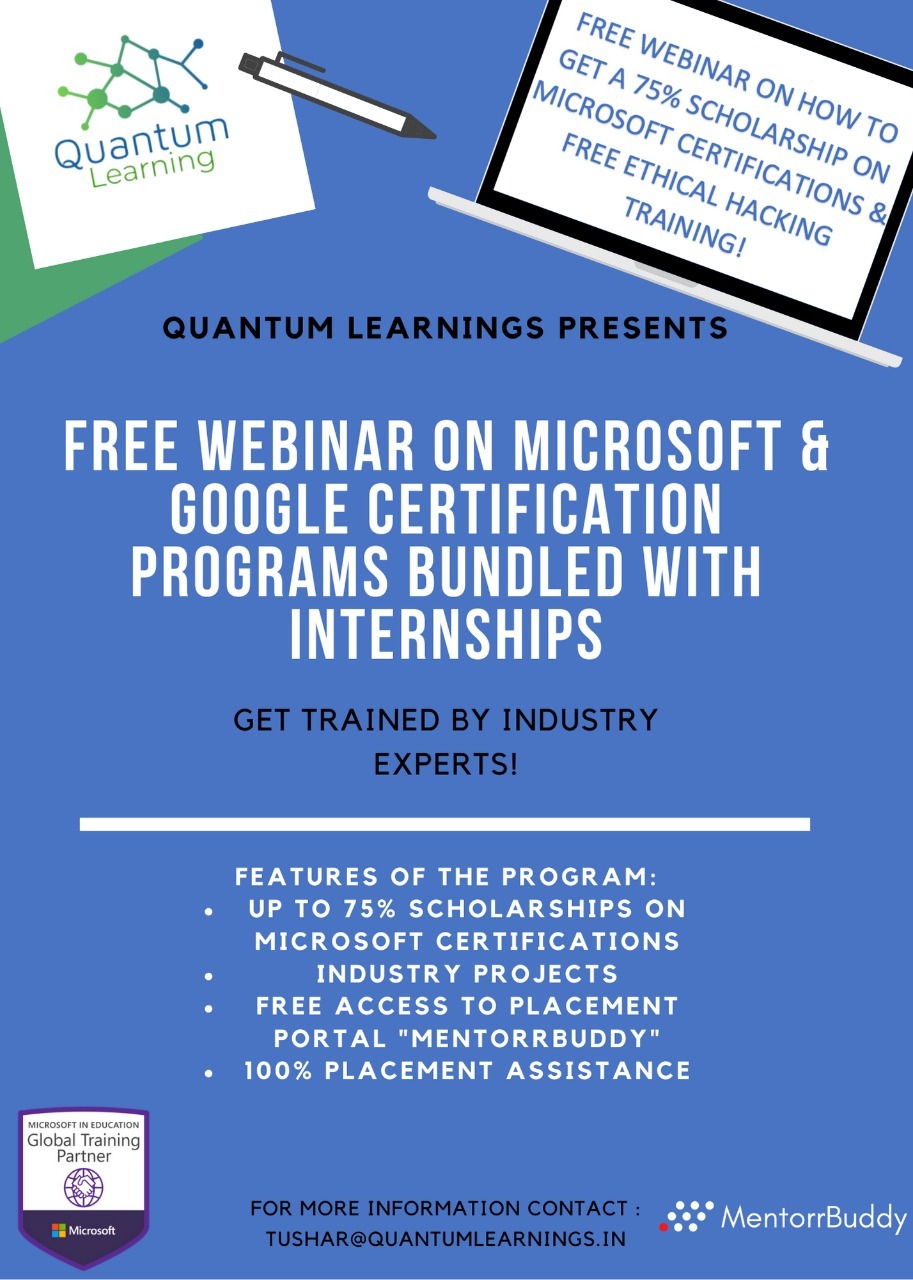 Quantum
Learning
FREE WEBINAR ON HOW TO
GET A 75% SCHOLARSHIP ON
MICROSOFT CERTIFICATIONS &
FREE ETHICAL HACKING
TRAINING!
QUANTUM LEARNINGS PRESENTS
FREE WEBINAR ON MICROSOFT &
GOOGLE CERTIFICATION
PROGRAMS BUNDLED WITH
INTERNSHIPS
GET TRAINED BY INDUSTRY
EXPERTS!
FEATURES OF THE PROGRAM:
• UP TO 75% SCHOLARSHIPS ON
MICROSOFT CERTIFICATIONS
• INDUSTRY PROJECTS
• FREE ACCESS TO PLACEMENT
PORTAL "MENTORRBUDDY"
• 100% PLACEMENT ASSISTANCE
MICROSOFT IN EDUCATION
Global Training
Partner
Microsoft
FOR MORE INFORMATION CONTACT :
TUSHAR@QUANTUMLEARNINGS.IN
MentorrBuddy